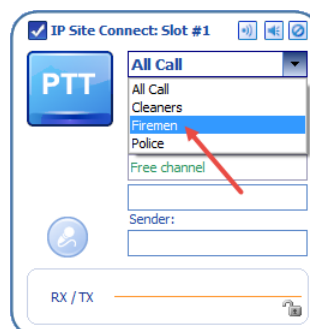 IP Site Connect: Slot #1
PTT
All Call
All Call
Cleaners
Firemen
Police
Free channel
Sender:
RX / TX